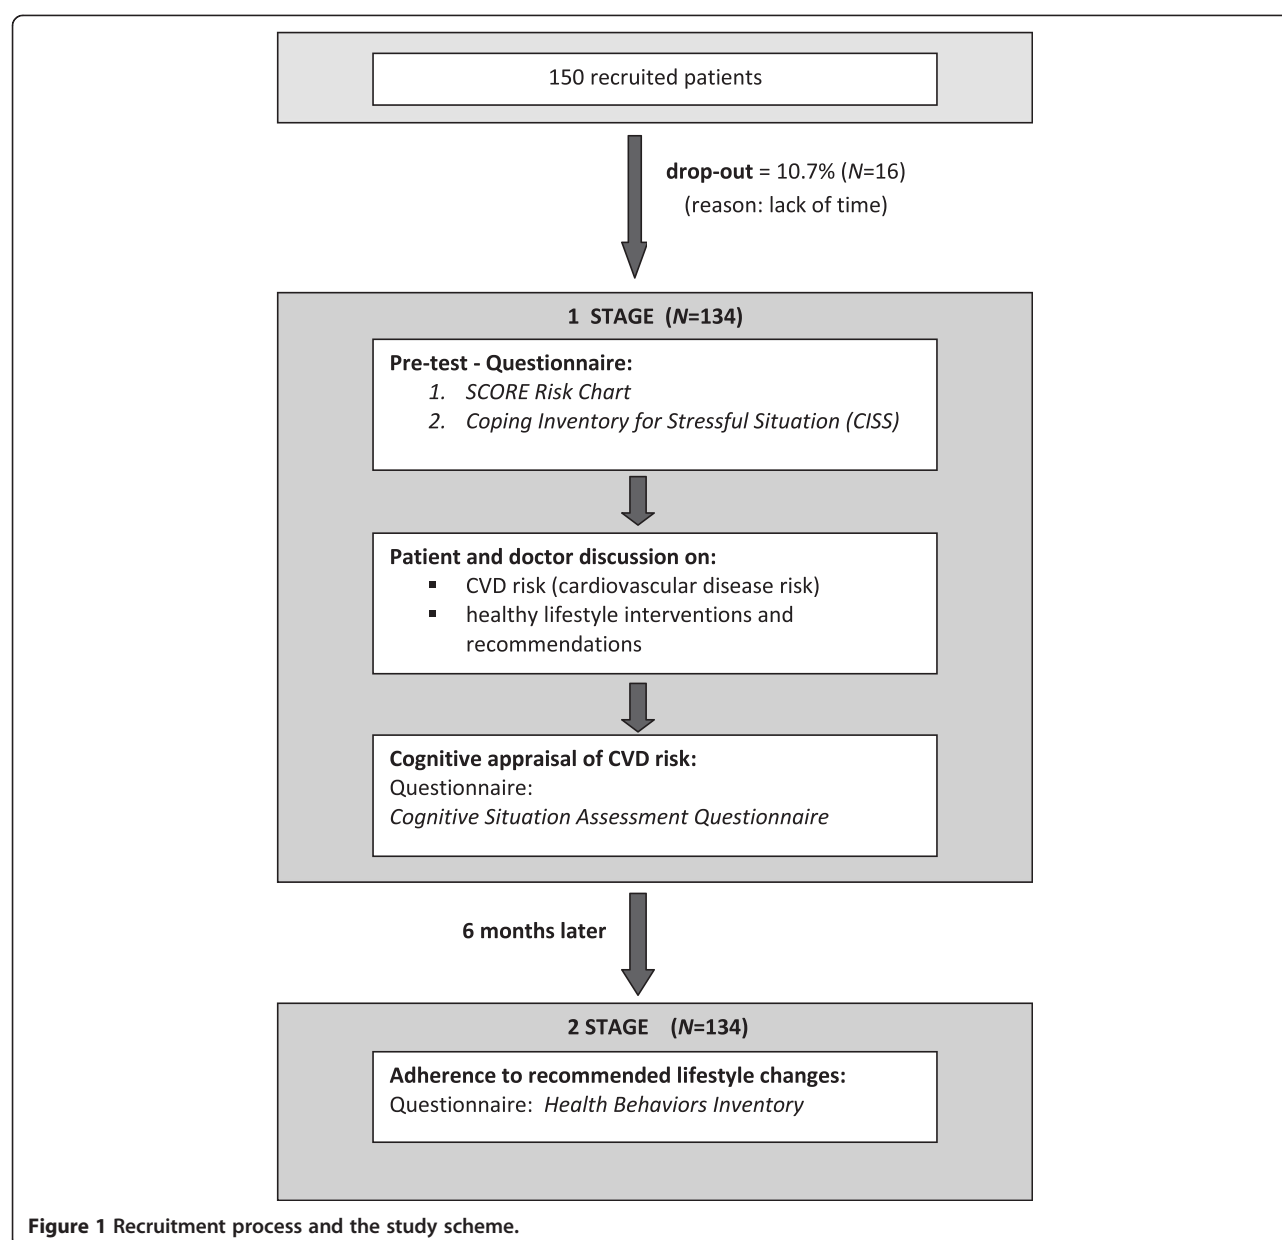 150 recruited patients
drop-out = 10.7% (N=16)
(reason: lack of time)
1 STAGE (N=134)
Pre-test - Questionnaire:
1. SCORE Risk Chart
2. Coping Inventory for Stressful Situation (CISS)
Patient and doctor discussion on:
▪ CVD risk (cardiovascular disease risk)
▪ healthy lifestyle interventions and
recommendations
Cognitive appraisal of CVD risk:
Questionnaire:
Cognitive Situation Assessment Questionnaire
6 months later
2 STAGE (N=134)
Adherence to recommended lifestyle changes:
Questionnaire: Health Behaviors Inventory
Figure 1 Recruitment process and the study scheme.